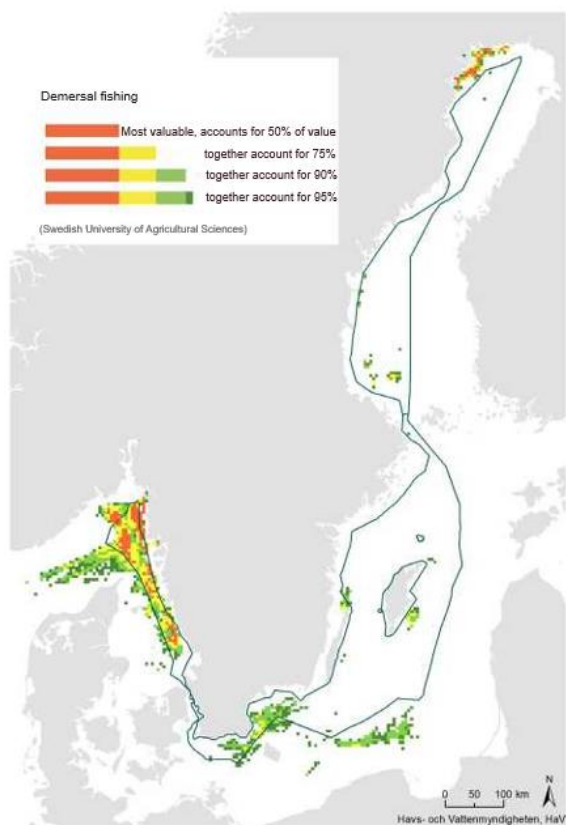 Demersal fishing
Most valuable, accounts for 50% of value
together account for 75%
together account for 90%
together account for 95%
(Swedish University of Agricultural Sciences)
N
0 50 100 km
Havs- och Vattenmyndigheten, HaV